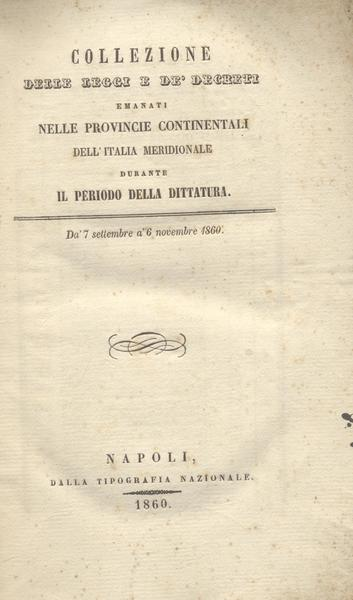 COLLEZIONE
DELLE LEGGI E DE' DECRETI
EMANATI
NELLE PROVINCIE CONTINENTALI
DELL'ITALIA MERIDIONALE
DURANTE
IL PERIODO DELLA DITTATURA.
Da' 7 settembre a' 6 novembre 1860.
NAPOLI,
DALLA TIPOGRAFIA NAZIONALE.
1860.